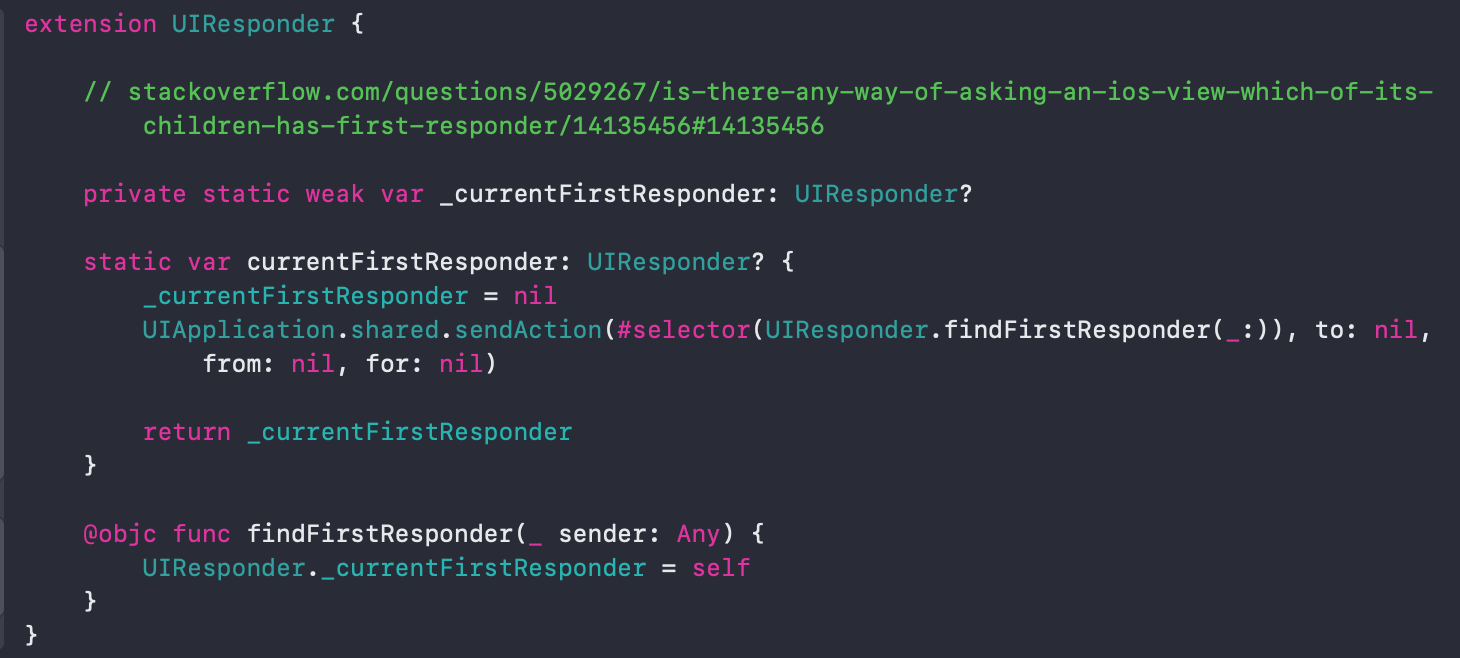 extension UIResponder {
// stackoverflow.com/questions/5029267/is-there-any-way-of-asking-an-ios-view-which-of-its-
children-has-first-responder/14135456#14135456
private static weak var _currentFirstResponder: UIResponder?
static var currentFirstResponder: UIResponder? {
_currentFirstResponder = nil
UIApplication.shared.sendAction(#selector(UIResponder.findFirstResponder(_:)), to: nil,
from: nil, for: nil)
return _currentFirstResponder
}
@objc func findFirstResponder(_ sender: Any) {
UIResponder._currentFirstResponder = self
}
}